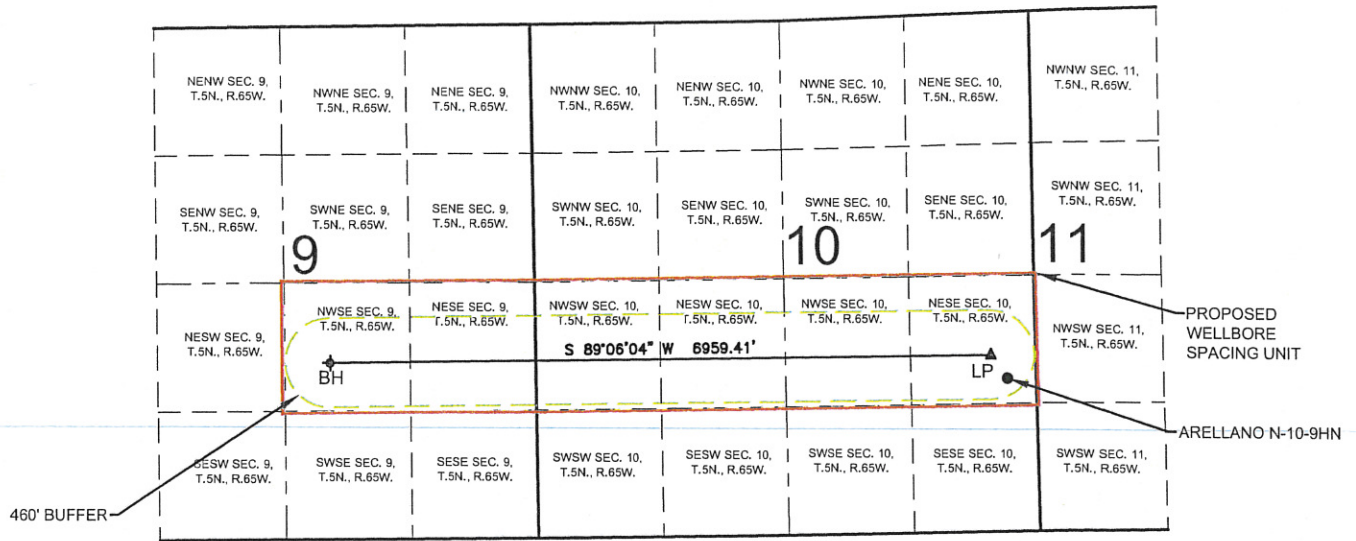 NENW SEC. 9,
T.5N., R.65W.
NWNE SEC. 9,
T.5N., R.65W.
NENE SEC. 9,
T.5N., R.65W.
NWNW SEC. 10,
T.5N., R.65W.
NENW SEC. 10,
T.5N., R.65W.
NWNE SEC. 10,
T.5N., R.65W.
NENE SEC. 10,
T.5N., R.65W.
NWNW SEC. 11,
T.5N., R.65W.
SENW SEC. 9,
T.5N., R.65W.
SWNE SEC. 9,
T.5N., R.65W.
SENE SEC. 9,
T.5N., R.65W.
SWNW SEC. 10,
T.5N., R.65W.
SENW SEC. 10,
T.5N., R.65W.
SWNE SEC. 10,
T.5N., R.65W.
SENE SEC. 10,
T.5N., R.65W.
SWNW SEC. 11,
T.5N., R.65W.
9
10
11
NESW SEC. 9,
T.5N., R.65W.
NWSE SEC. 9,
T.5N., R.65W.
NESE SEC. 9,
T.5N., R.65W.
NWSW SEC. 10,
T.5N., R.65W.
NESW SEC. 10,
T.5N., R.65W.
NWSE SEC. 10,
T.5N., R.65W.
NESE SEC. 10,
T.5N., R.65W.
NWSW SEC. 11,
T.5N., R.65W.
PROPOSED
WELLBORE
SPACING UNIT
S 89°06'04" W 6959.41'
BH
LP
ARELLANO N-10-9HN
SESW SEC. 9,
T.5N., R.65W.
SWSE SEC. 9,
T.5N., R.65W.
SESE SEC. 9,
T.5N., R.65W.
SWSW SEC. 10,
T.5N., R.65W.
SESW SEC. 10,
T.5N., R.65W.
SWSE SEC. 10,
T.5N., R.65W.
SESE SEC. 10,
T.5N., R.65W.
SWSW SEC. 11,
T.5N., R.65W.
460' BUFFER